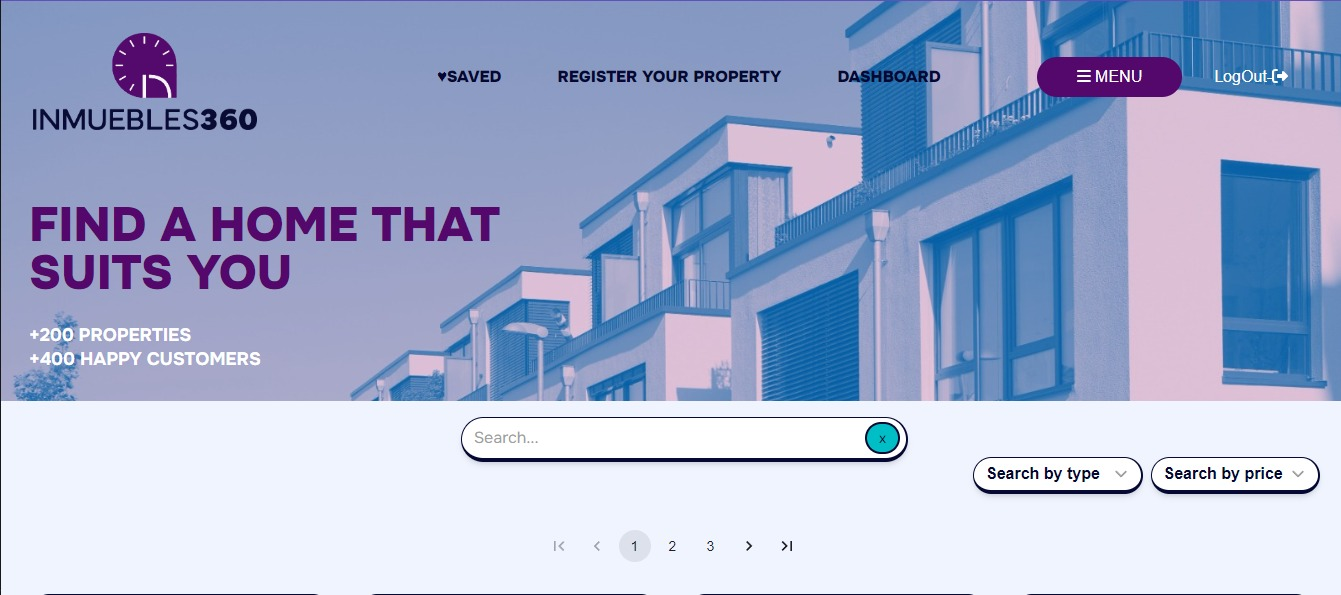 ♥SAVED
REGISTER YOUR PROPERTY
DASHBOARD
MENU
LogOut
INMUEBLES360
FIND A HOME THAT
SUITS YOU
+200 PROPERTIES
+400 HAPPY CUSTOMERS
Search...
x
Search by type
Search by price
1 2 3